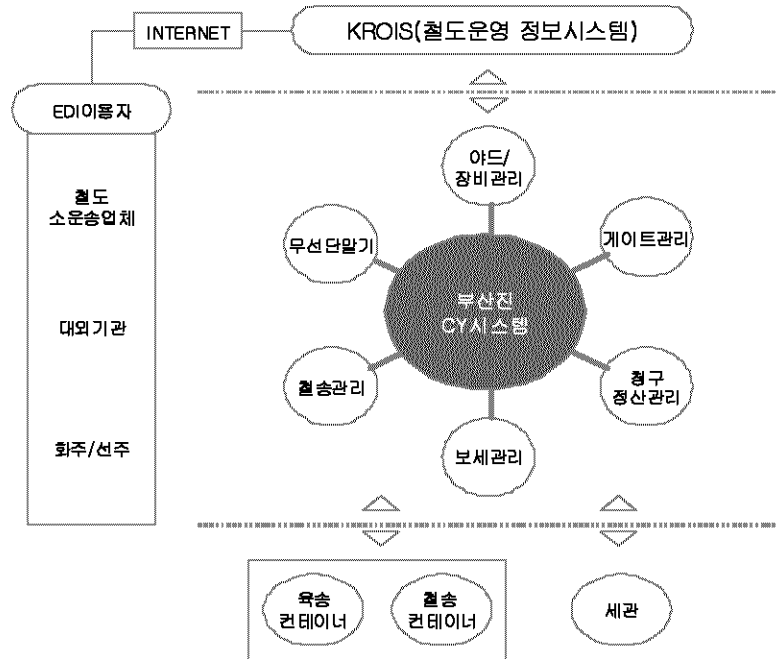 INTERNET
KROIS(철도운영 정보시스템)
EDI이용자
철도
소운송업체
대외기관
화주/선주
야드/
장비관리
무선단말기
게이트관리
부산진
CY시스템
철송관리
청구
정산관리
보세관리
육송
컨테이너
철송
컨테이너
세관